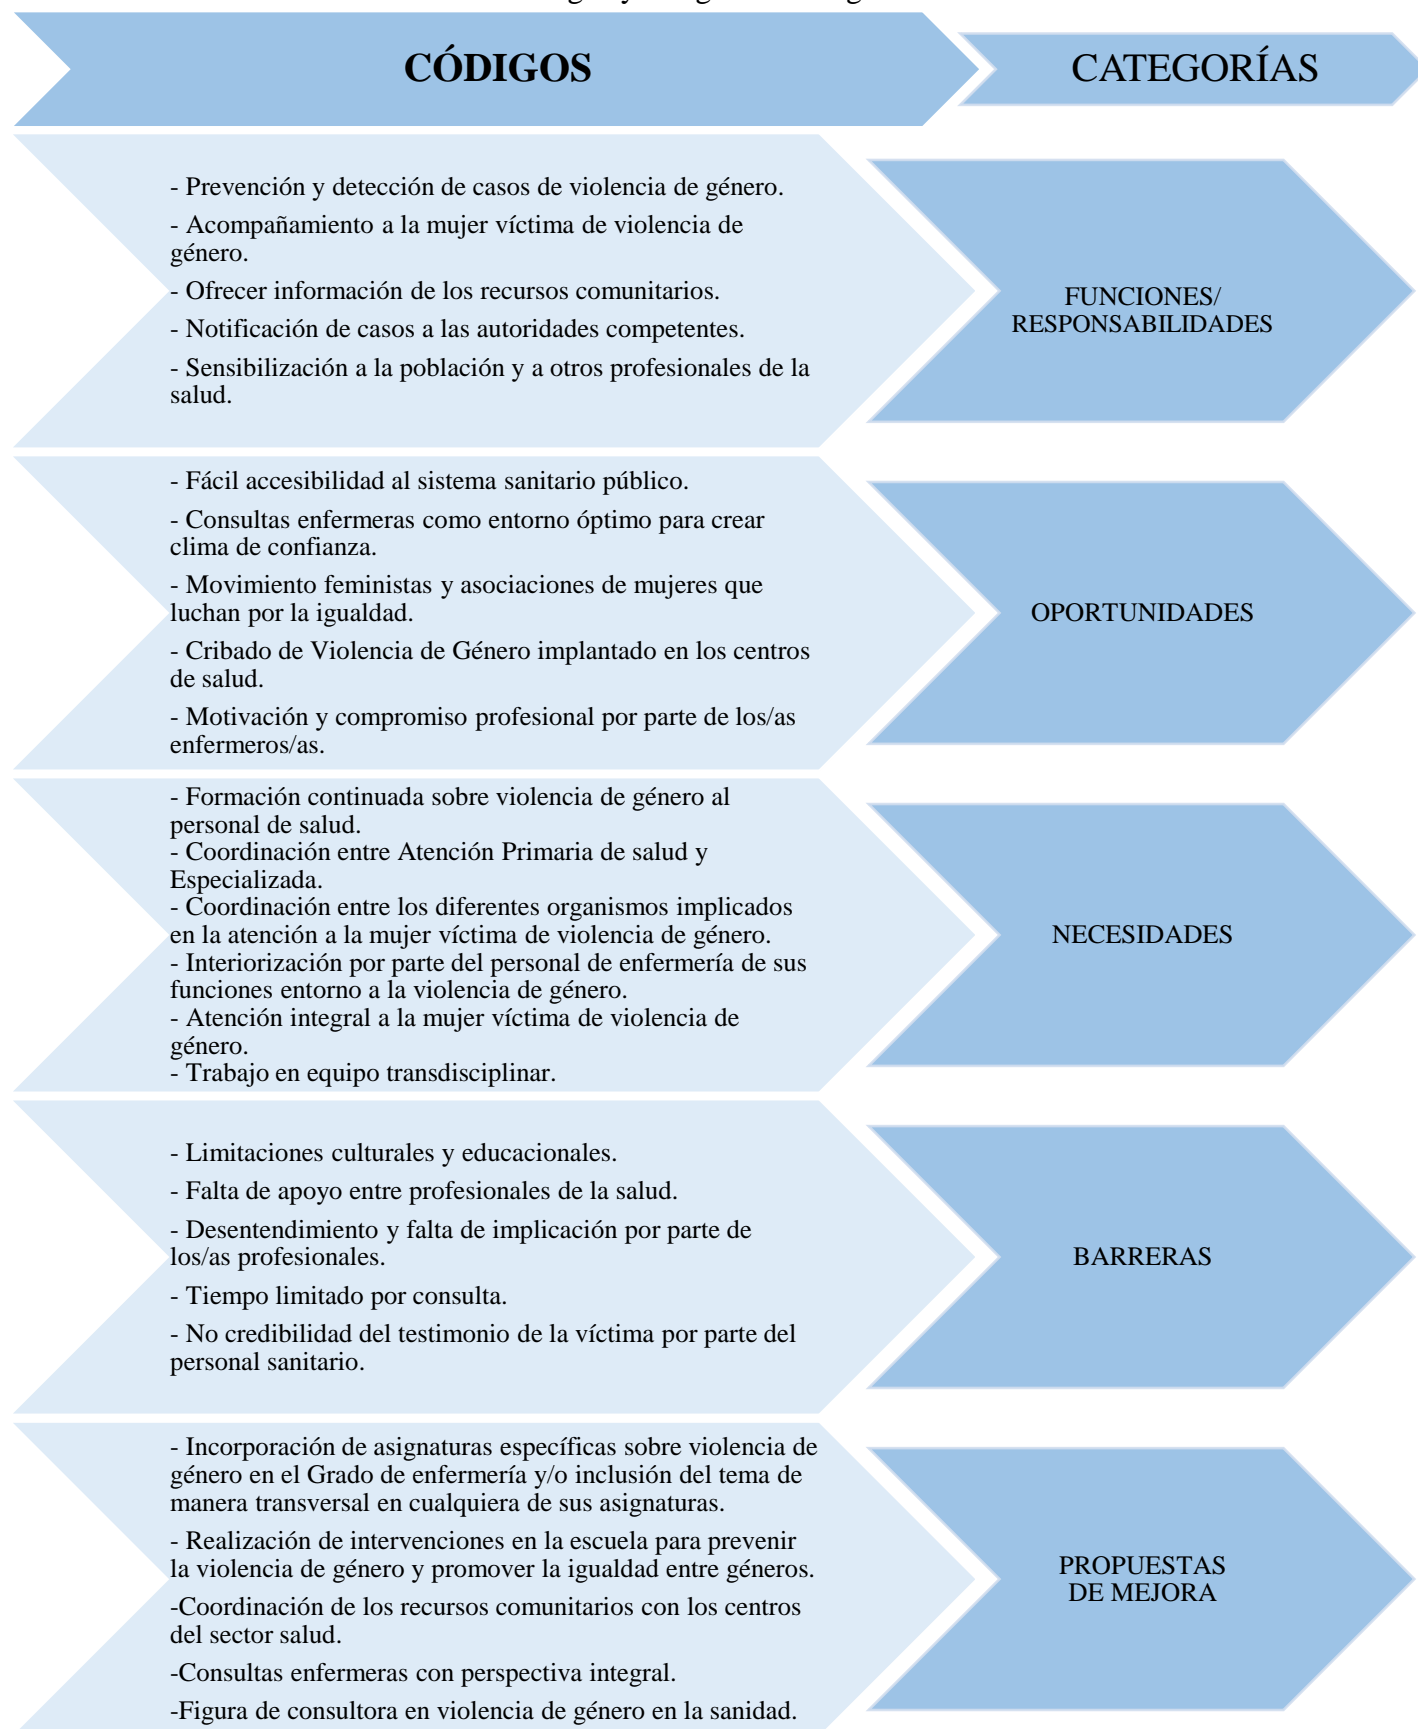 CÓDIGOS
CATEGORÍAS
- Prevención y detección de casos de violencia de género.
- Acompañamiento a la mujer víctima de violencia de
género.
- Ofrecer información de los recursos comunitarios.
- Notificación de casos a las autoridades competentes.
- Sensibilización a la población y a otros profesionales de la
salud.
FUNCIONES/
RESPONSABILIDADES
- Fácil accesibilidad al sistema sanitario público.
- Consultas enfermeras como entorno óptimo para crear
clima de confianza.
- Movimiento feministas y asociaciones de mujeres que
luchan por la igualdad.
- Cribado de Violencia de Género implantado en los centros
de salud.
- Motivación y compromiso profesional por parte de los/as
enfermeros/as.
OPORTUNIDADES
- Formación continuada sobre violencia de género al
personal de salud.
- Coordinación entre Atención Primaria de salud y
Especializada.
- Coordinación entre los diferentes organismos implicados
en la atención a la mujer víctima de violencia de género.
- Interiorización por parte del personal de enfermería de sus
funciones entorno a la violencia de género.
- Atención integral a la mujer víctima de violencia de
género.
- Trabajo en equipo transdisciplinar.
NECESIDADES
- Limitaciones culturales y educacionales.
- Falta de apoyo entre profesionales de la salud.
- Desentendimiento y falta de implicación por parte de
los/as profesionales.
- Tiempo limitado por consulta.
- No credibilidad del testimonio de la víctima por parte del
personal sanitario.
BARRERAS
- Incorporación de asignaturas específicas sobre violencia de
género en el Grado de enfermería y/o inclusión del tema de
manera transversal en cualquiera de sus asignaturas.
- Realización de intervenciones en la escuela para prevenir
la violencia de género y promover la igualdad entre géneros.
-Coordinación de los recursos comunitarios con los centros
del sector salud.
-Consultas enfermeras con perspectiva integral.
-Figura de consultora en violencia de género en la sanidad.
PROPUESTAS
DE MEJORA